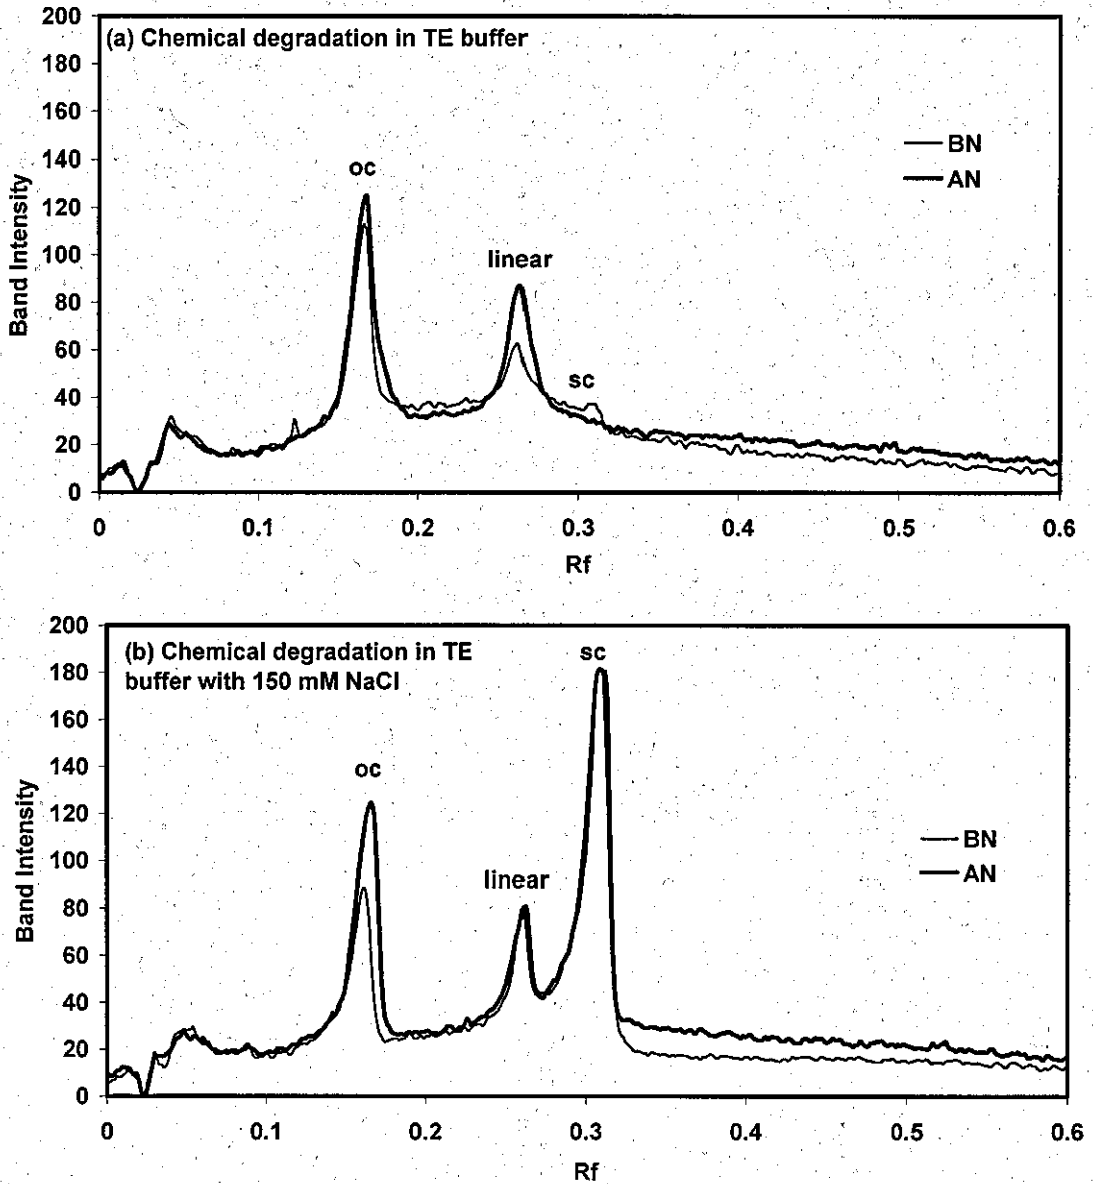 (a) Chemical degradation in TE buffer
200
180
160
140
120
100
80
60
40
20
0
Band Intensity
oc
linear
sc
BN
AN
0 0.1 0.2 0.3 0.4 0.5 0.6
Rf
(b) Chemical degradation in TE
buffer with 150 mM NaCl
200
180
160
140
120
100
80
60
40
20
0
Band Intensity
oc
linear
sc
BN
AN
0 0.1 0.2 0.3 0.4 0.5 0.6
Rf